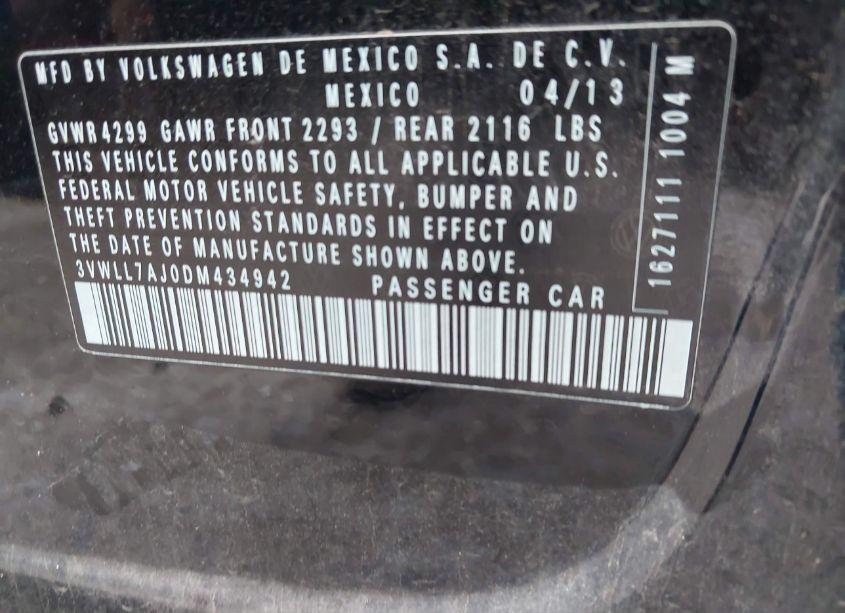 MFD BY VOLKSWAGEN DE MEXICO S.A. DE C.V.
MEXICO 04/13
GVWR 4299 GAWR FRONT 2293 / REAR 2116 LBS
THIS VEHICLE CONFORMS TO ALL APPLICABLE U.S.
FEDERAL MOTOR VEHICLE SAFETY, BUMPER AND
THEFT PREVENTION STANDARDS IN EFFECT ON
THE DATE OF MANUFACTURE SHOWN ABOVE.
3VWLL7AJ0DM434942 PASSENGER CAR
1627111 1004 M